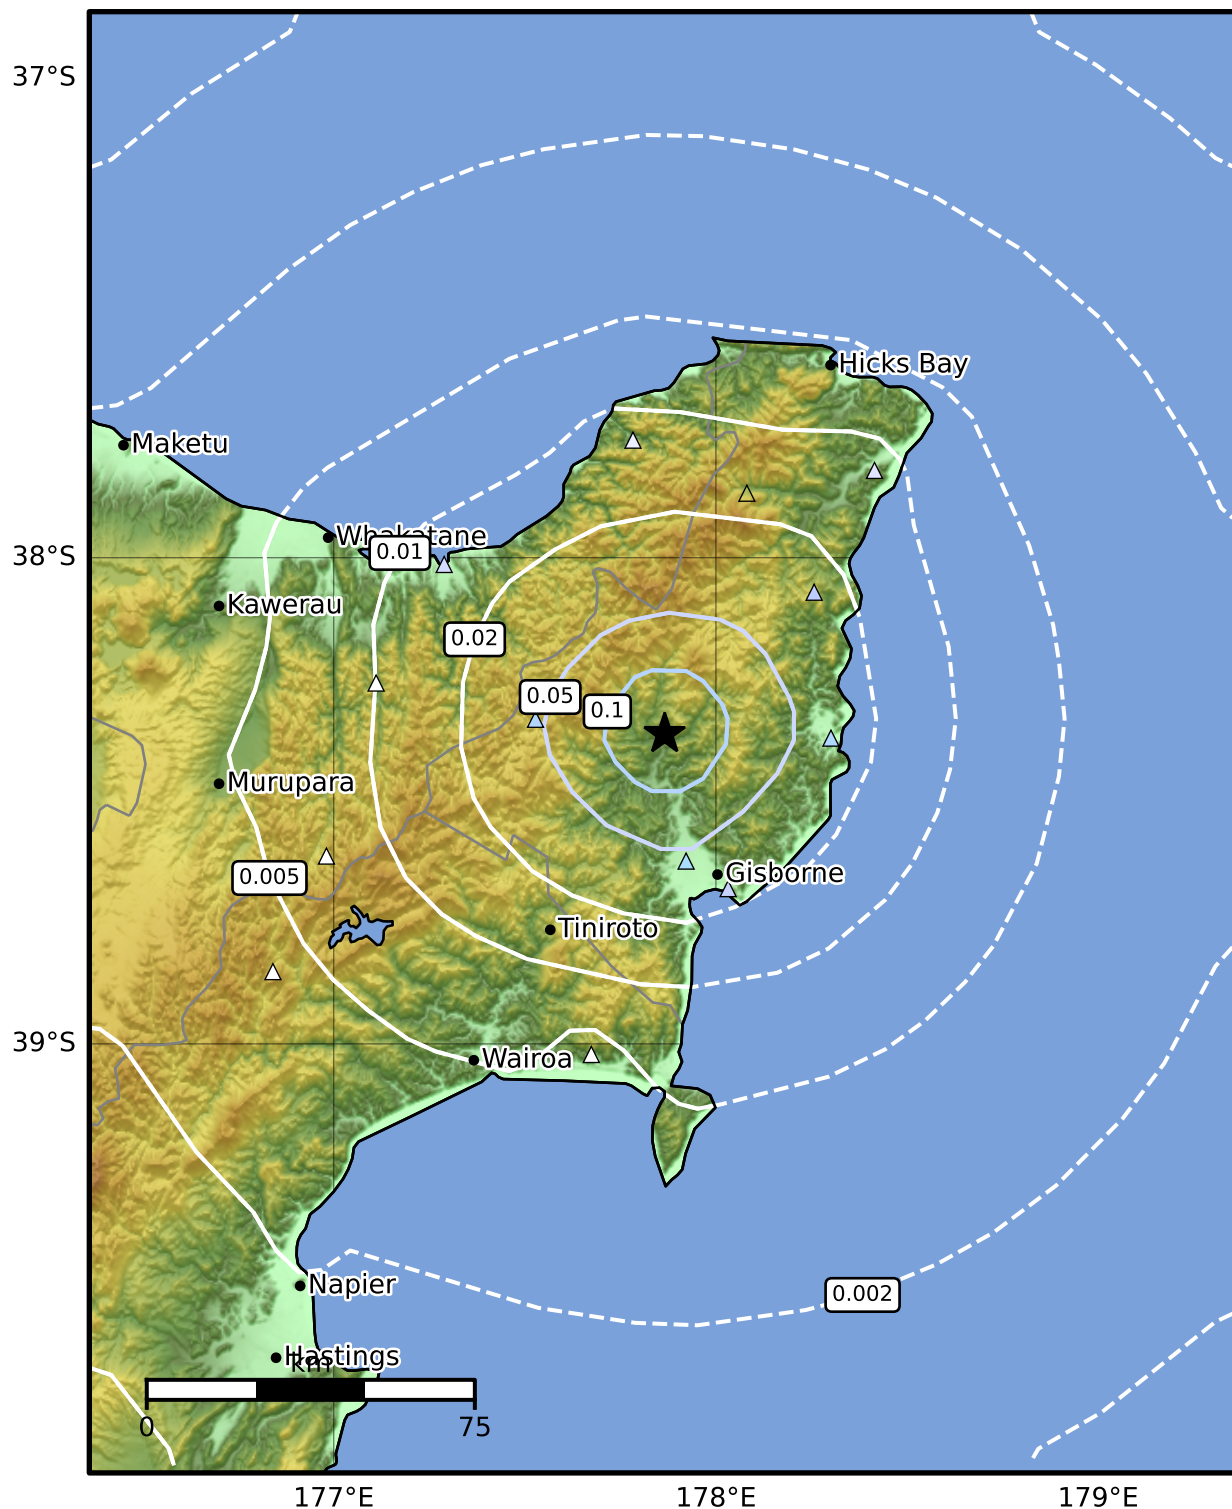 37°S
Hicks Bay
Maketu
Whakatane
0.01
38°S
Kawerau
0.02
0.05
0.1
Murupara
0.005
Gisborne
Tiniroto
39°S
Wairoa
Napier
0.002
Hastings
km
0
75
177°E
178°E
179°E